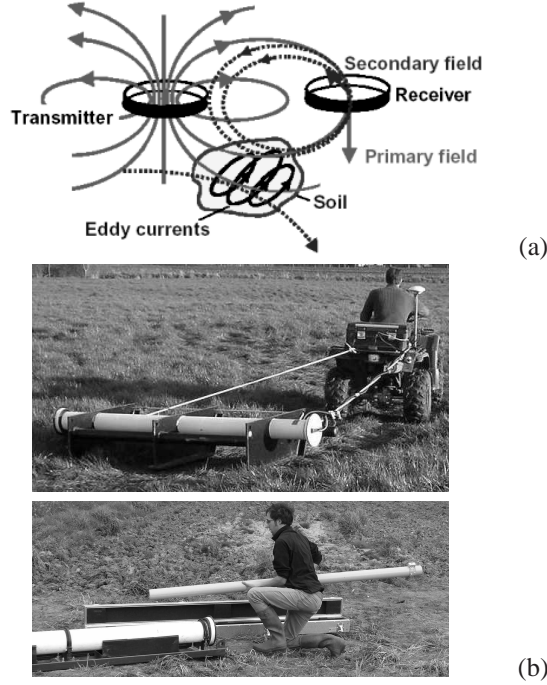 Secondary field
Transmitter
Receiver
Primary field
Soil
Eddy currents
(a)
(b)